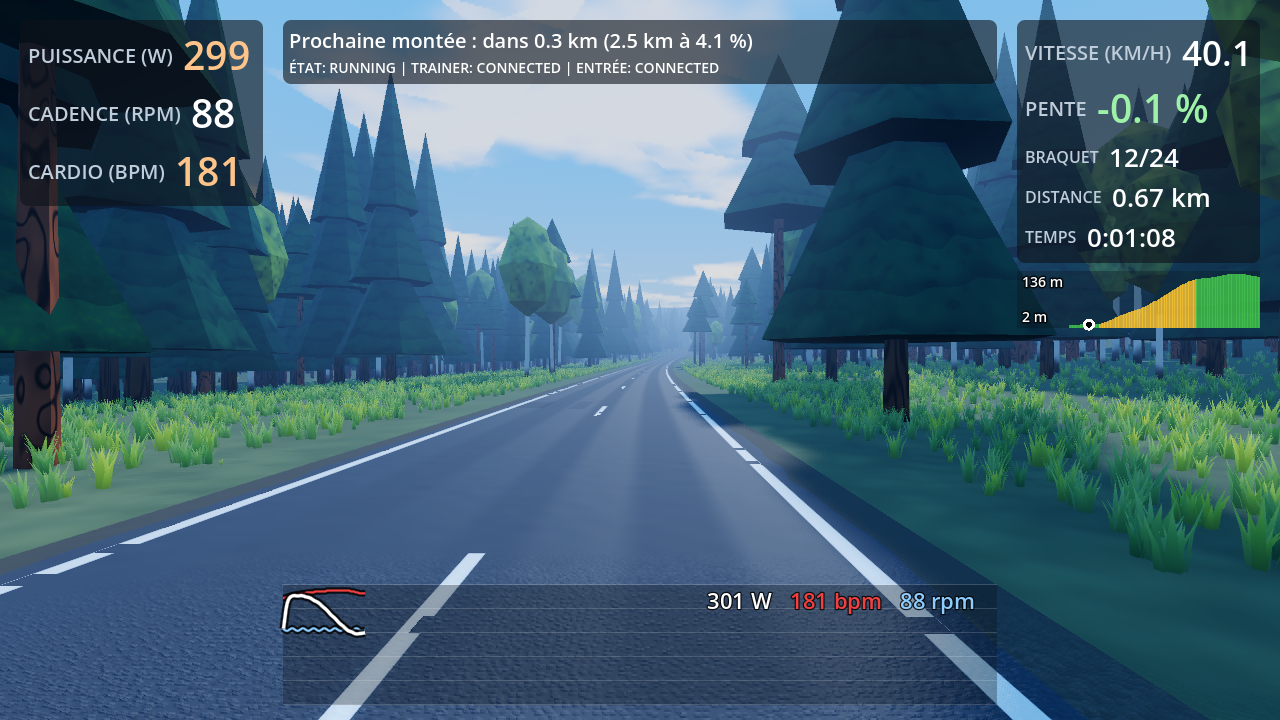 PUISSANCE (W) 299
CADENCE (RPM) 88
CARDIO (BPM) 181
Prochaine montée : dans 0.3 km (2.5 km à 4.1 %)
ÉTAT: RUNNING | TRAINER: CONNECTED | ENTRÉE: CONNECTED
VITESSE (KM/H) 40.1
PENTE -0.1 %
BRAQUET 12/24
DISTANCE 0.67 km
TEMPS 0:01:08
136 m
2 m
301 W 181 bpm 88 rpm